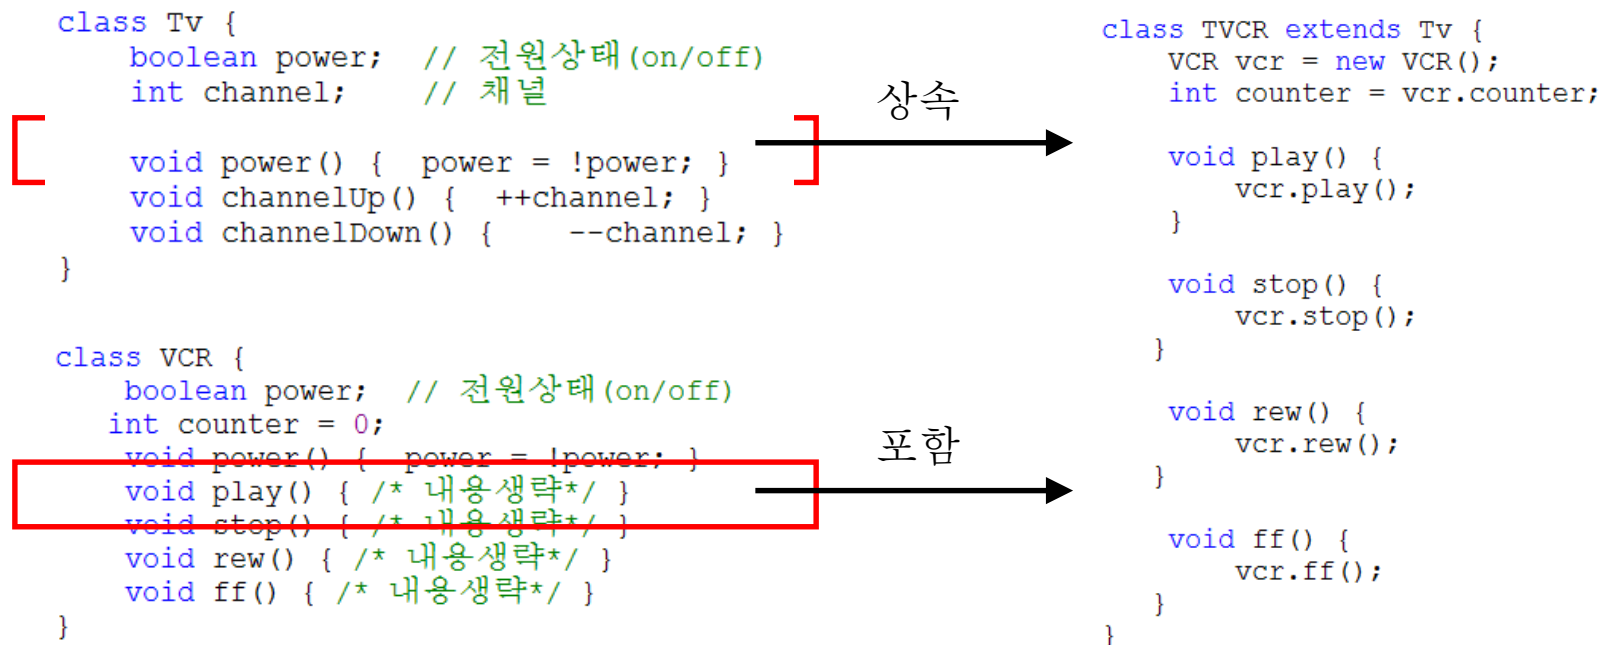 class Tv {
boolean power;  // 전원상태(on/off)
int channel;    // 채널
void power() {  power = !power; }
void channelUp() {  ++channel; }
void channelDown() {    --channel; }
}
class VCR {
boolean power;  // 전원상태(on/off)
int counter = 0;
void power() {  power = !power; }
void play() { /* 내용생략*/ }
void stop() { /* 내용생략*/ }
void rew() { /* 내용생략*/ }
void ff() { /* 내용생략*/ }
}
상속
포함
class TVCR extends Tv {
VCR vcr = new VCR();
int counter = vcr.counter;
void play() {
vcr.play();
}
void stop() {
vcr.stop();
}
void rew() {
vcr.rew();
}
void ff() {
vcr.ff();
}
}